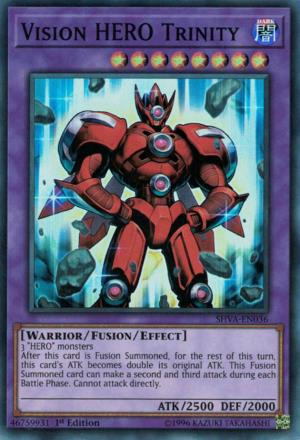 Vision HERO Trinity
DARK
闇
SHVA-EN036
[Warrior/Fusion/Effect]
3 "HERO" monsters
After this card is Fusion Summoned, for the rest of this turn,
this card's ATK becomes double its original ATK. This Fusion
Summoned card can make a second and third attack during each
Battle Phase. Cannot attack directly.
ATK/2500 DEF/2000
46759931 1st Edition ©1996 KAZUKI TAKAHASHI